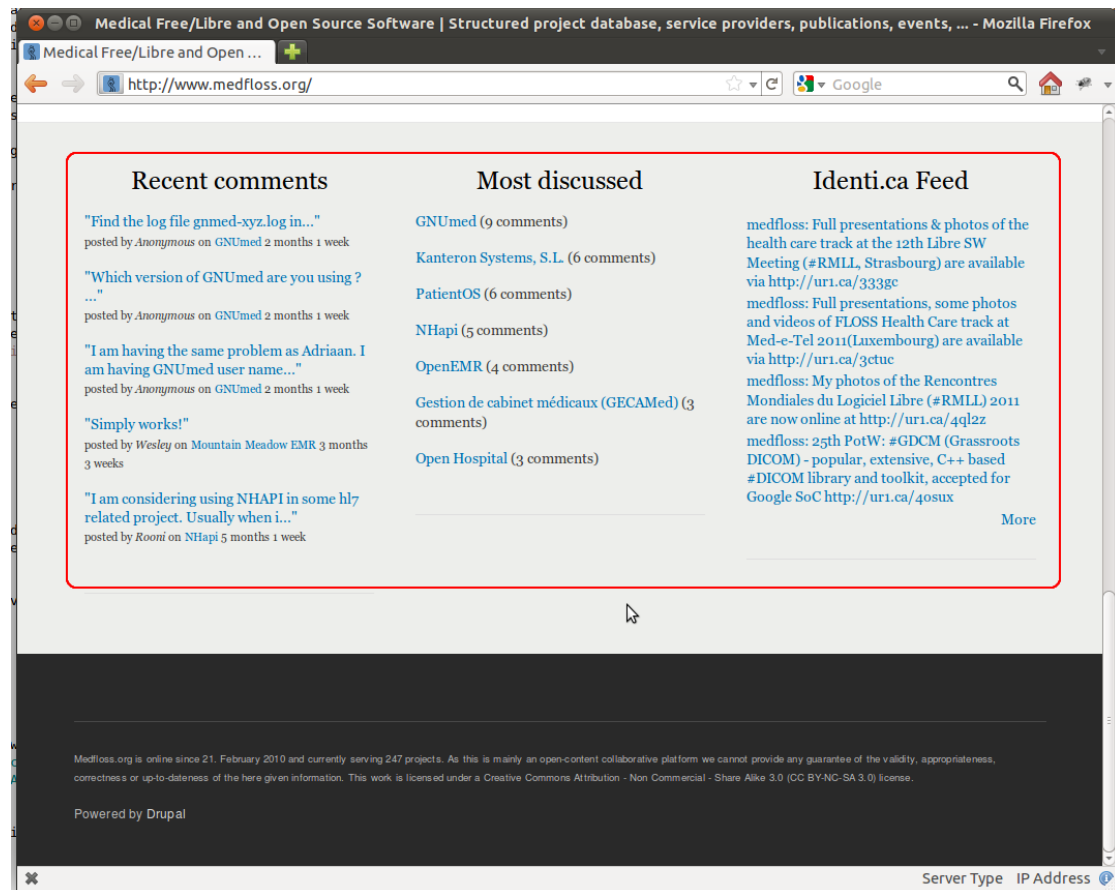 Medical Free/Libre and Open Source Software | Structured project database, service providers, publications, events, ... - Mozilla Firefox
Medical Free/Libre and Open ...
http://www.medfloss.org/
Google
Recent comments
"Find the log file gnmed-xyz.log in..."
posted by Anonymous on GNUmed 2 months 1 week
"Which version of GNUmed are you using ?
..."
posted by Anonymous on GNUmed 2 months 1 week
"I am having the same problem as Adriaan. I
am having GNUmed user name..."
posted by Anonymous on GNUmed 2 months 1 week
"Simply works!"
posted by Wesley on Mountain Meadow EMR 3 months
3 weeks
"I am considering using NHAPI in some hl7
related project. Usually when i..."
posted by Rooni on NHapi 5 months 1 week
Most discussed
GNUmed (9 comments)
Kanteron Systems, S.L. (6 comments)
PatientOS (6 comments)
NHapi (5 comments)
OpenEMR (4 comments)
Gestion de cabinet médicaux (GECAMed) (3
comments)
Open Hospital (3 comments)
Identi.ca Feed
medfloss: Full presentations & photos of the
health care track at the 12th Libre SW
Meeting (#RMLL, Strasbourg) are available
via http://ur1.ca/333gc
medfloss: Full presentations, some photos
and videos of FLOSS Health Care track at
Med-e-Tel 2011(Luxembourg) are available
via http://ur1.ca/3ctuc
medfloss: My photos of the Rencontres
Mondiales du Logiciel Libre (#RMLL) 2011
are now online at http://ur1.ca/4ql2z
medfloss: 25th PotW: #GDCM (Grassroots
DICOM) - popular, extensive, C++ based
#DICOM library and toolkit, accepted for
Google SoC http://ur1.ca/4osux
More
Medfloss.org is online since 21. February 2010 and currently serving 247 projects. As this is mainly an open-content collaborative platform we cannot provide any guarantee of the validity, appropriateness,
correctness or up-to-dateness of the here given information. This work is licensed under a Creative Commons Attribution - Non Commercial - Share Alike 3.0 (CC BY-NC-SA 3.0) license.
Powered by Drupal
Server Type IP Address